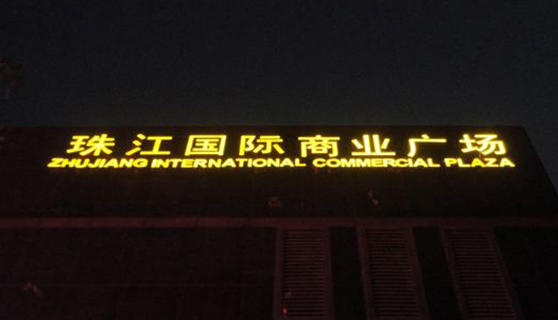 珠江国际商业广场
ZHUJIANG INTERNATIONAL COMMERCIAL PLAZA